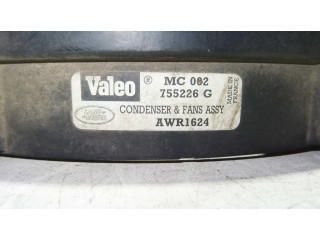 Valeo ® MC 002
755226 G
MADE IN FRANCE
CONDENSER & FANS ASSY
AWR1624